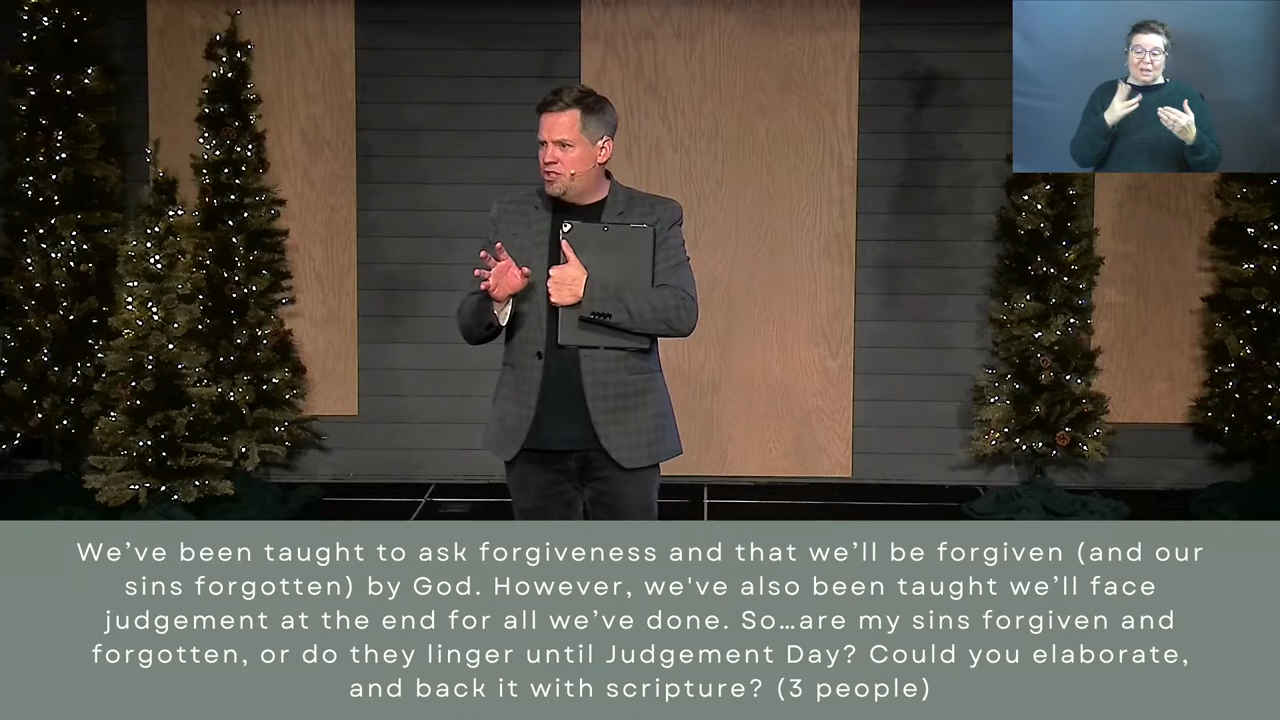 We’ve been taught to ask forgiveness and that we’ll be forgiven (and our
sins forgotten) by God. However, we've also been taught we’ll face
judgement at the end for all we’ve done. So…are my sins forgiven and
forgotten, or do they linger until Judgement Day? Could you elaborate,
and back it with scripture? (3 people)